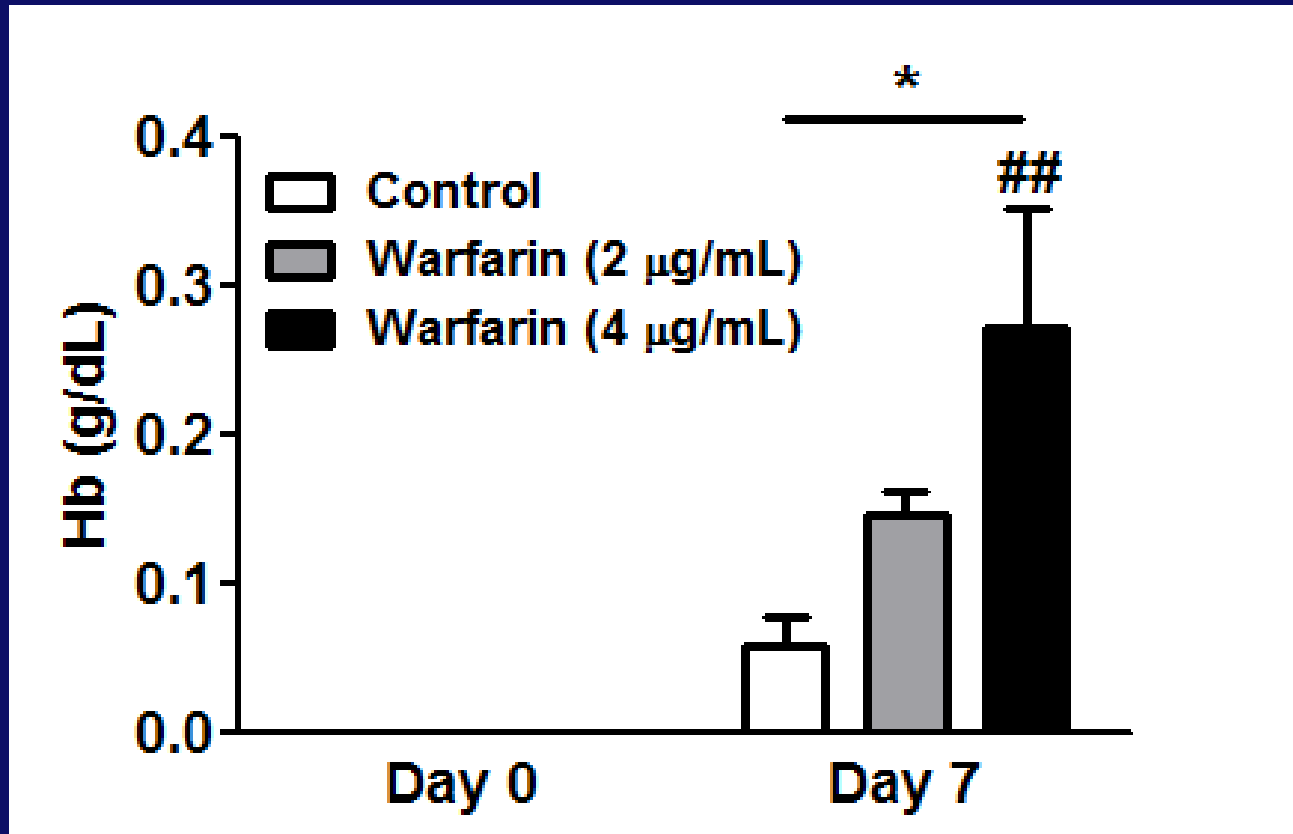 *
##
0.4
0.3
0.2
0.1
0.0
Hb (g/dL)
Control
Warfarin (2 μg/mL)
Warfarin (4 μg/mL)
Day 0 Day 7